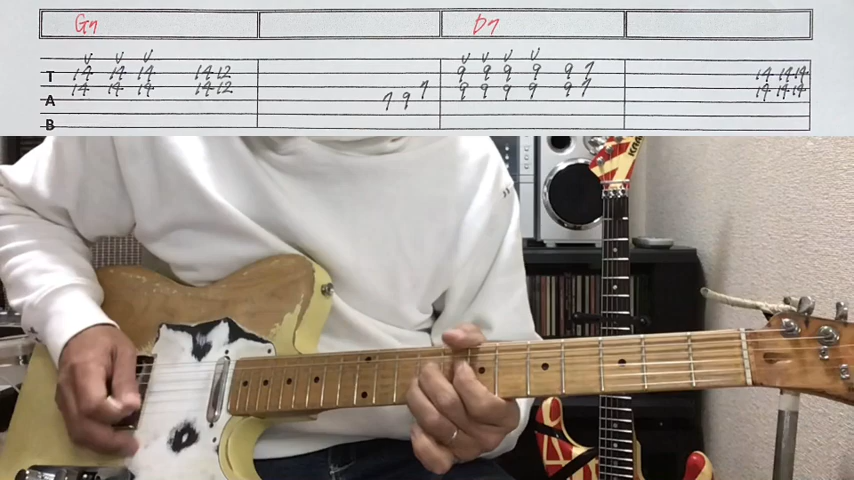 G7 D7
V V V V V V V
T 14 14 14 14 12 9 9 9 9 9 7 14 14 14
14 14 14 14 12 9 9 9 9 9 7 14 14 14
A 7 9 7
B